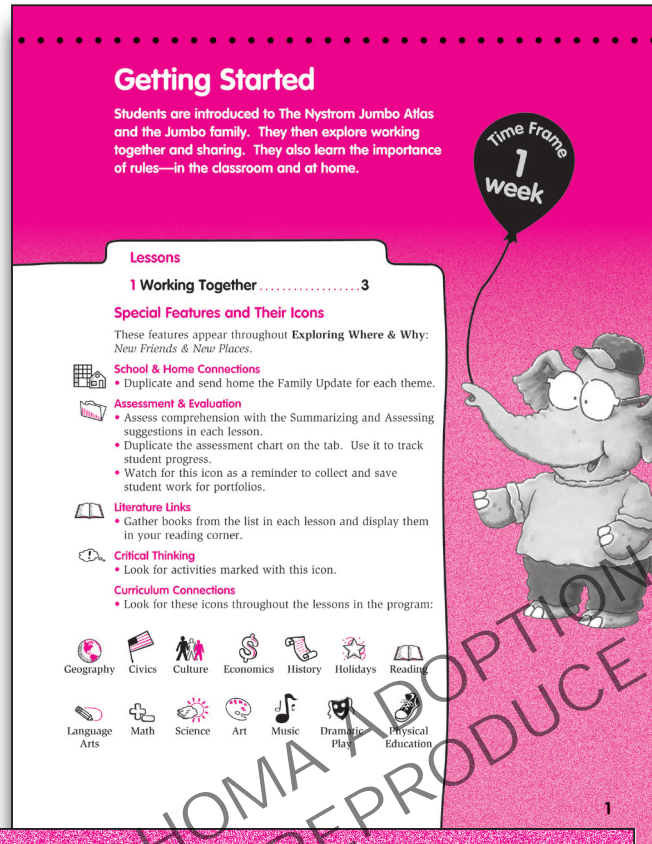 Getting Started
Students are introduced to The Nystrom Jumbo Atlas
and the Jumbo family. They then explore working
together and sharing. They also learn the importance
of rules—in the classroom and at home.
Time Frame
1
week
Lessons
1 Working Together . . . . . . . . . . . . . . . . . . 3
Special Features and Their Icons
These features appear throughout Exploring Where & Why:
New Friends & New Places.
School & Home Connections
• Duplicate and send home the Family Update for each theme.
Assessment & Evaluation
• Assess comprehension with the Summarizing and Assessing
suggestions in each lesson.
• Duplicate the assessment chart on the tab. Use it to track
student progress.
• Watch for this icon as a reminder to collect and save
student work for portfolios.
Literature Links
• Gather books from the list in each lesson and display them
in your reading corner.
Critical Thinking
• Look for activities marked with this icon.
Curriculum Connections
• Look for these icons throughout the lessons in the program:
Geography Civics Culture Economics History Holidays Reading
Language Math Science Art Music Dramatic Physical
Arts Play Education
HOMA ADOPTION
REPRODUCE
1